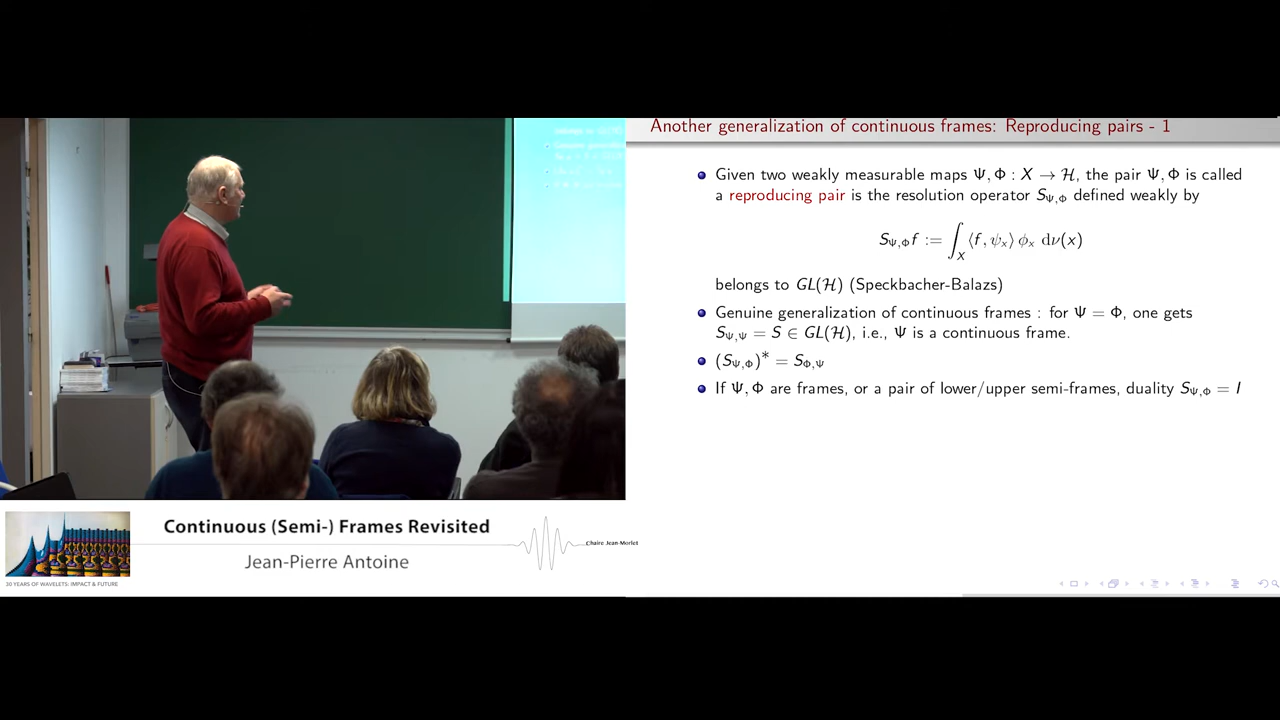 Another generalization of continuous frames: Reproducing pairs - 1
Given two weakly measurable maps Ψ, Φ : X → ℋ, the pair Ψ, Φ is called
a reproducing pair is the resolution operator S_{Ψ,Φ} defined weakly by
S_{Ψ,Φ} f := ∫_X ⟨f, ψ_x⟩ ϕ_x dν(x)
belongs to GL(ℋ) (Speckbacher-Balazs)
Genuine generalization of continuous frames : for Ψ = Φ, one gets
S_{Ψ,Ψ} = S ∈ GL(ℋ), i.e., Ψ is a continuous frame.
(S_{Ψ,Φ})* = S_{Φ,Ψ}
If Ψ, Φ are frames, or a pair of lower/upper semi-frames, duality S_{Ψ,Φ} = I
Continuous (Semi-) Frames Revisited
Jean-Pierre Antoine
Chaire Jean-Morlet
30 YEARS OF WAVELETS: IMPACT & FUTURE